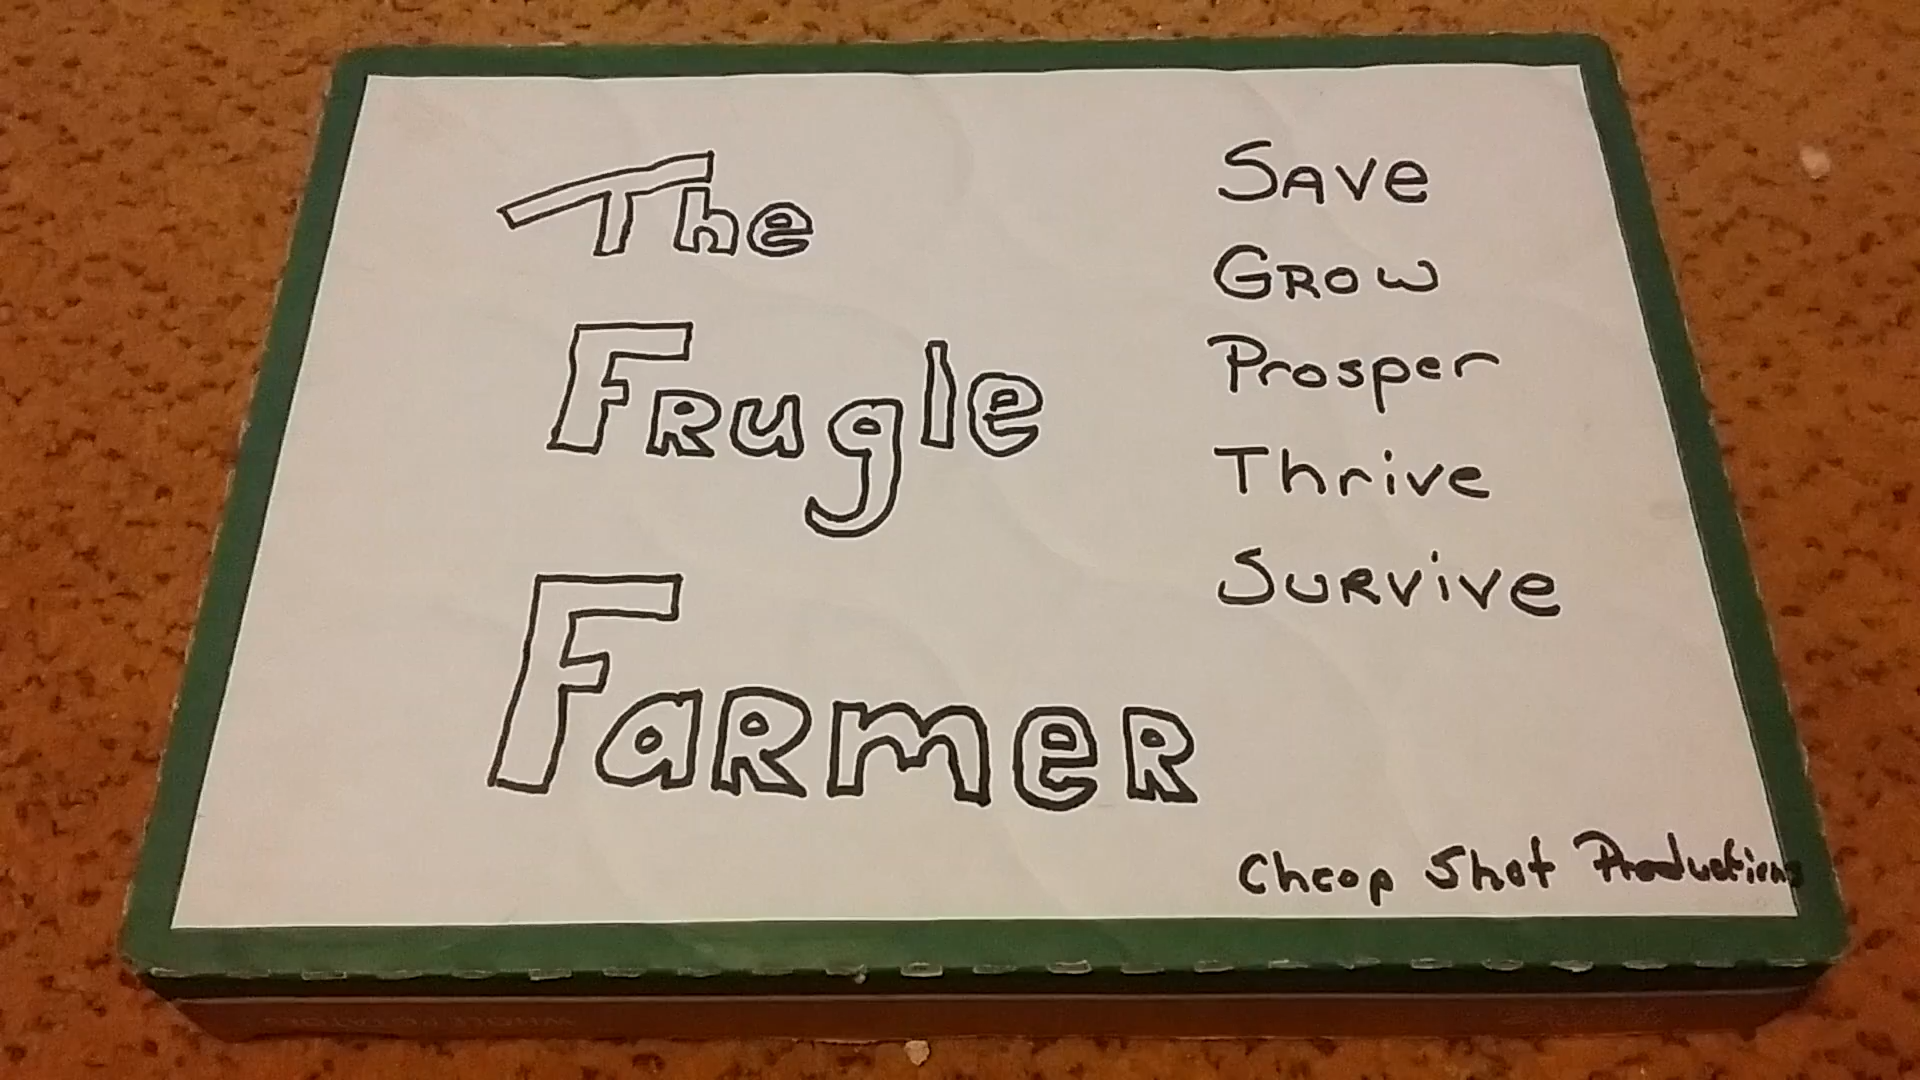 The
Frugle
Farmer
Save
Grow
Prosper
Thrive
Survive
Cheap Shot Productions